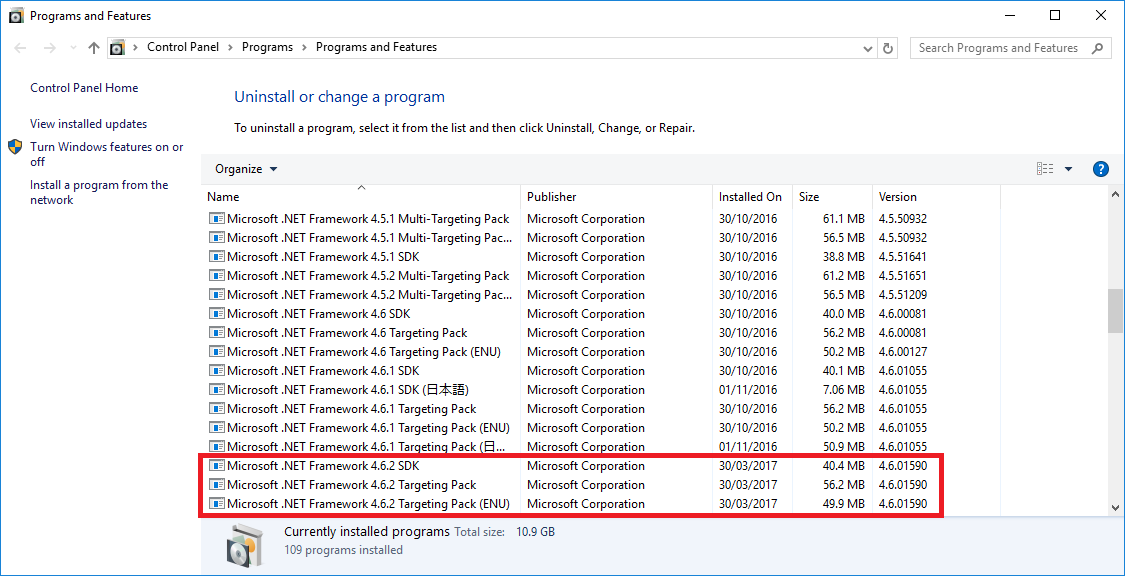 Programs and Features
Control Panel > Programs > Programs and Features
Search Programs and Features
Control Panel Home
View installed updates
Turn Windows features on or
off
Install a program from the
network
Uninstall or change a program
To uninstall a program, select it from the list and then click Uninstall, Change, or Repair.
Organize
Name Publisher Installed On Size Version
Microsoft .NET Framework 4.5.1 Multi-Targeting Pack Microsoft Corporation 30/10/2016 61.1 MB 4.5.50932
Microsoft .NET Framework 4.5.1 Multi-Targeting Pac... Microsoft Corporation 30/10/2016 56.5 MB 4.5.50932
Microsoft .NET Framework 4.5.1 SDK Microsoft Corporation 30/10/2016 38.8 MB 4.5.51641
Microsoft .NET Framework 4.5.2 Multi-Targeting Pack Microsoft Corporation 30/10/2016 61.2 MB 4.5.51651
Microsoft .NET Framework 4.5.2 Multi-Targeting Pac... Microsoft Corporation 30/10/2016 56.5 MB 4.5.51209
Microsoft .NET Framework 4.6 SDK Microsoft Corporation 30/10/2016 40.0 MB 4.6.00081
Microsoft .NET Framework 4.6 Targeting Pack Microsoft Corporation 30/10/2016 56.2 MB 4.6.00081
Microsoft .NET Framework 4.6 Targeting Pack (ENU) Microsoft Corporation 30/10/2016 50.2 MB 4.6.00127
Microsoft .NET Framework 4.6.1 SDK Microsoft Corporation 30/10/2016 40.1 MB 4.6.01055
Microsoft .NET Framework 4.6.1 SDK (日本語) Microsoft Corporation 01/11/2016 7.06 MB 4.6.01055
Microsoft .NET Framework 4.6.1 Targeting Pack Microsoft Corporation 30/10/2016 56.2 MB 4.6.01055
Microsoft .NET Framework 4.6.1 Targeting Pack (ENU) Microsoft Corporation 30/10/2016 50.2 MB 4.6.01055
Microsoft .NET Framework 4.6.1 Targeting Pack (日... Microsoft Corporation 01/11/2016 50.9 MB 4.6.01055
Microsoft .NET Framework 4.6.2 SDK Microsoft Corporation 30/03/2017 40.4 MB 4.6.01590
Microsoft .NET Framework 4.6.2 Targeting Pack Microsoft Corporation 30/03/2017 56.2 MB 4.6.01590
Microsoft .NET Framework 4.6.2 Targeting Pack (ENU) Microsoft Corporation 30/03/2017 49.9 MB 4.6.01590
Currently installed programs Total size: 10.9 GB
109 programs installed